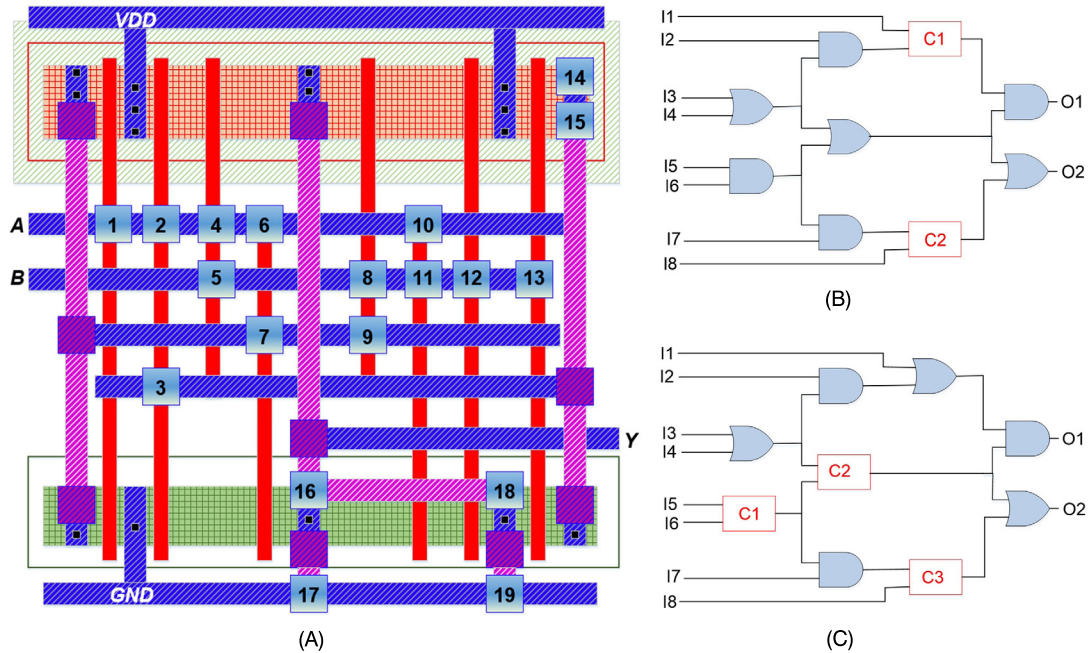 VDD
14
15
A
1
2
4
6
10
B
5
8
11
12
13
7
9
3
Y
16
18
GND
17
19
(A)
I1
I2
C1
I3
I4
O1
I5
I6
O2
I7
C2
I8
(B)
I1
I2
I3
I4
O1
C2
I5
C1
I6
O2
I7
C3
I8
(C)